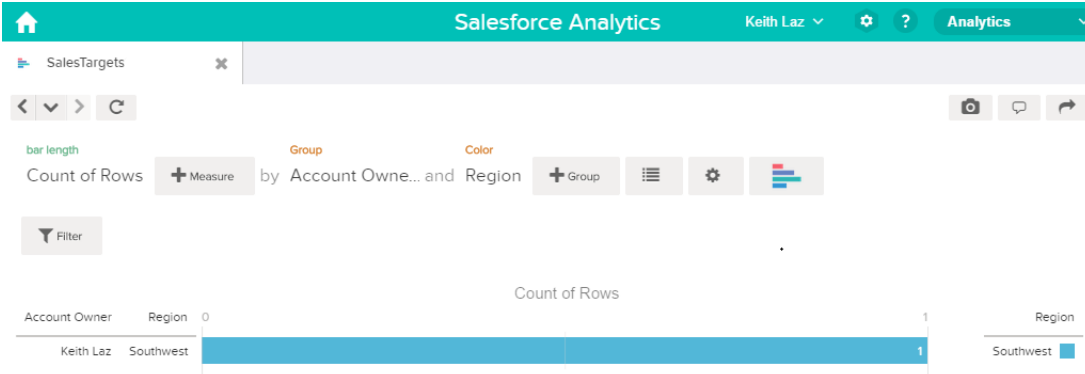 Salesforce Analytics Keith Laz ? Analytics
SalesTargets
bar length Group Color
Count of Rows + Measure by Account Owne... and Region + Group
Filter
Count of Rows
Account Owner Region 0 1 Region
Keith Laz Southwest 1 Southwest